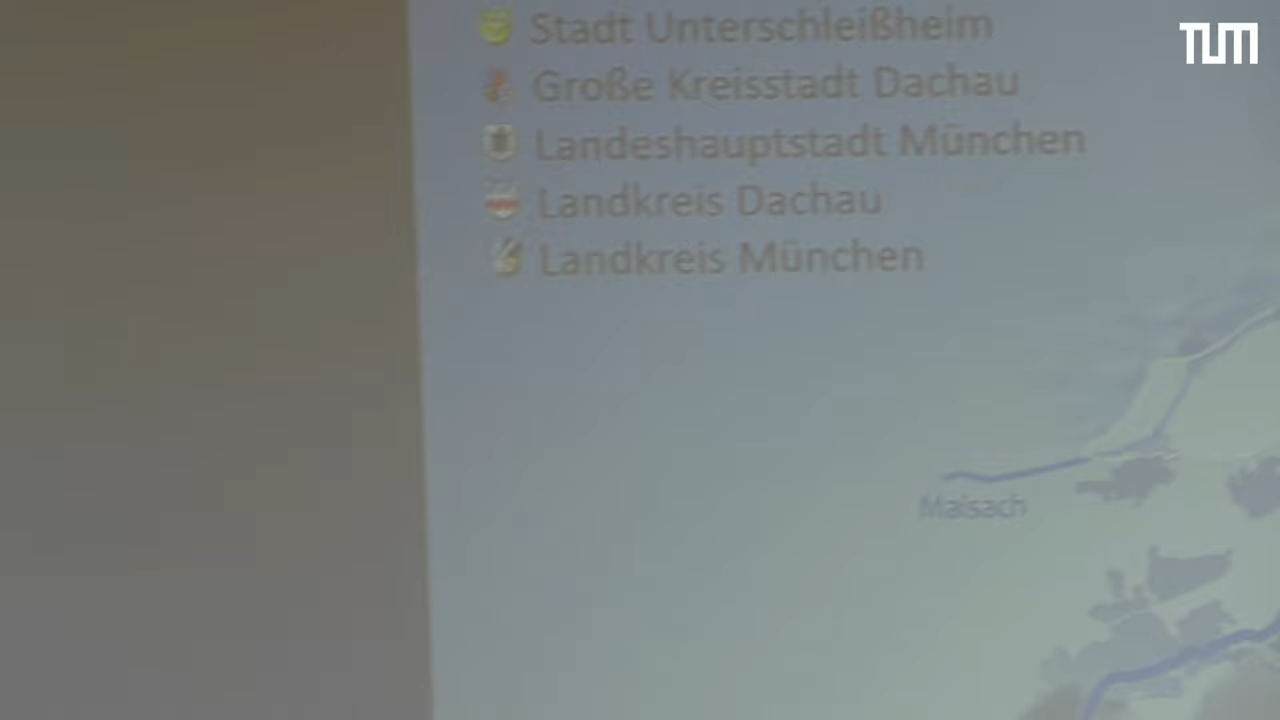 TUM
Stadt Unterschleißheim
Große Kreisstadt Dachau
Landeshauptstadt München
Landkreis Dachau
Landkreis München
Maisach